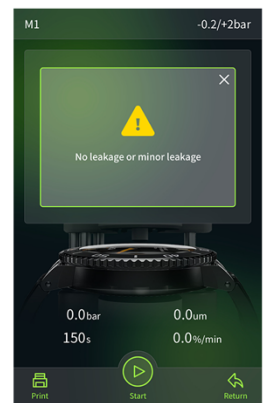 M1 -0.2/+2bar
No leakage or minor leakage
0.0bar 0.0um
150s 0.0%/min
Print Start Return